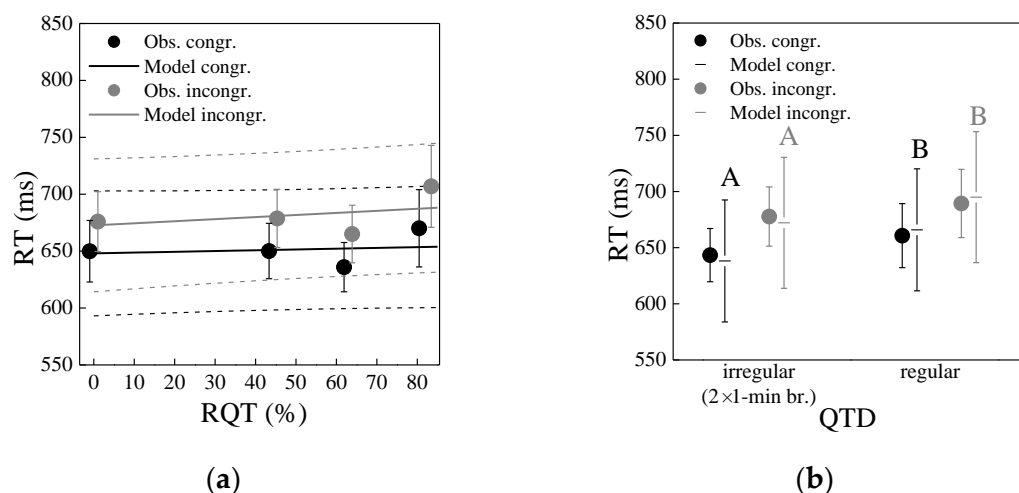 850
800
750
700
650
600
550
RT (ms)
Obs. congr.
Model congr.
Obs. incongr.
Model incongr.
0 10 20 30 40 50 60 70 80
RQT (%)
(a)
850
800
750
700
650
600
550
RT (ms)
Obs. congr.
Model congr.
Obs. incongr.
Model incongr.
A A B B
irregular regular
(2×1-min br.)
QTD
(b)